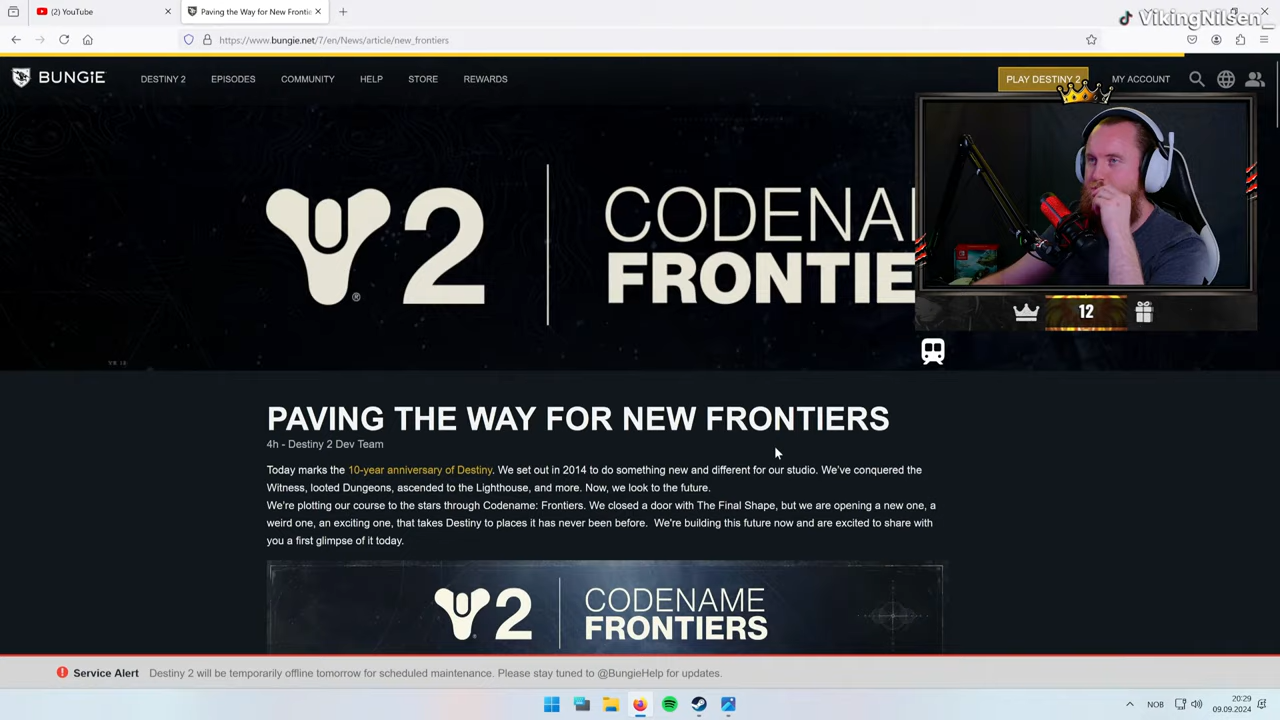 (2) YouTube
Paving the Way for New Frontie
VikingNilsen_
https://www.bungie.net/7/en/News/article/new_frontiers
BUNGIE
DESTINY 2
EPISODES
COMMUNITY
HELP
STORE
REWARDS
PLAY DESTINY 2
MY ACCOUNT
2
CODENA
FRONTIE
12
PAVING THE WAY FOR NEW FRONTIERS
4h - Destiny 2 Dev Team
Today marks the 10-year anniversary of Destiny. We set out in 2014 to do something new and different for our studio. We've conquered the
Witness, looted Dungeons, ascended to the Lighthouse, and more. Now, we look to the future.
We're plotting our course to the stars through Codename: Frontiers. We closed a door with The Final Shape, but we are opening a new one, a
weird one, an exciting one, that takes Destiny to places it has never been before. We're building this future now and are excited to share with
you a first glimpse of it today.
2
CODENAME
FRONTIERS
Service Alert Destiny 2 will be temporarily offline tomorrow for scheduled maintenance. Please stay tuned to @BungieHelp for updates.
NOB
20:29
09.09.2024